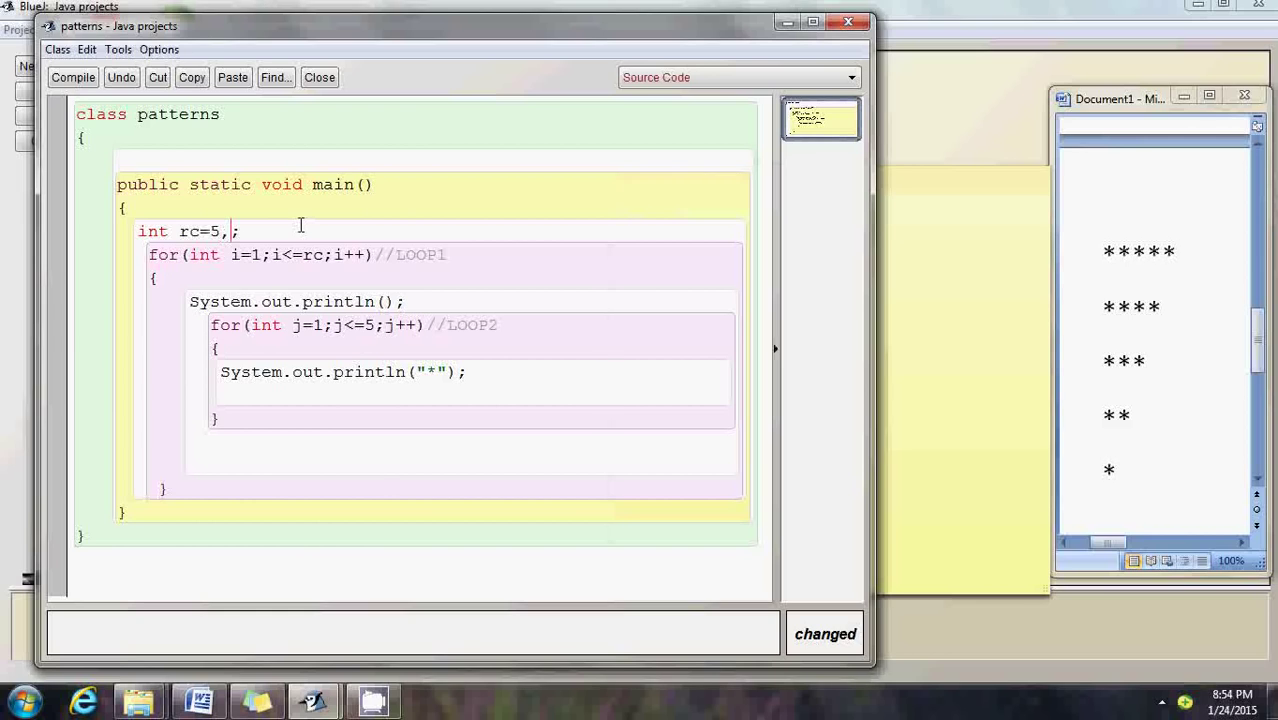 BlueJ: Java projects
Proje
patterns - Java projects
Class Edit Tools Options
Ne
Compile Undo Cut Copy Paste Find... Close
Source Code
Document1 - Mi...
class patterns
{
public static void main()
{
int rc=5,;
for(int i=1;i<=rc;i++)//LOOP1
{
System.out.println();
for(int j=1;j<=5;j++)//LOOP2
{
System.out.println("*");
}
}
}
}
*****
****
***
**
*
100%
changed
8:54 PM
1/24/2015